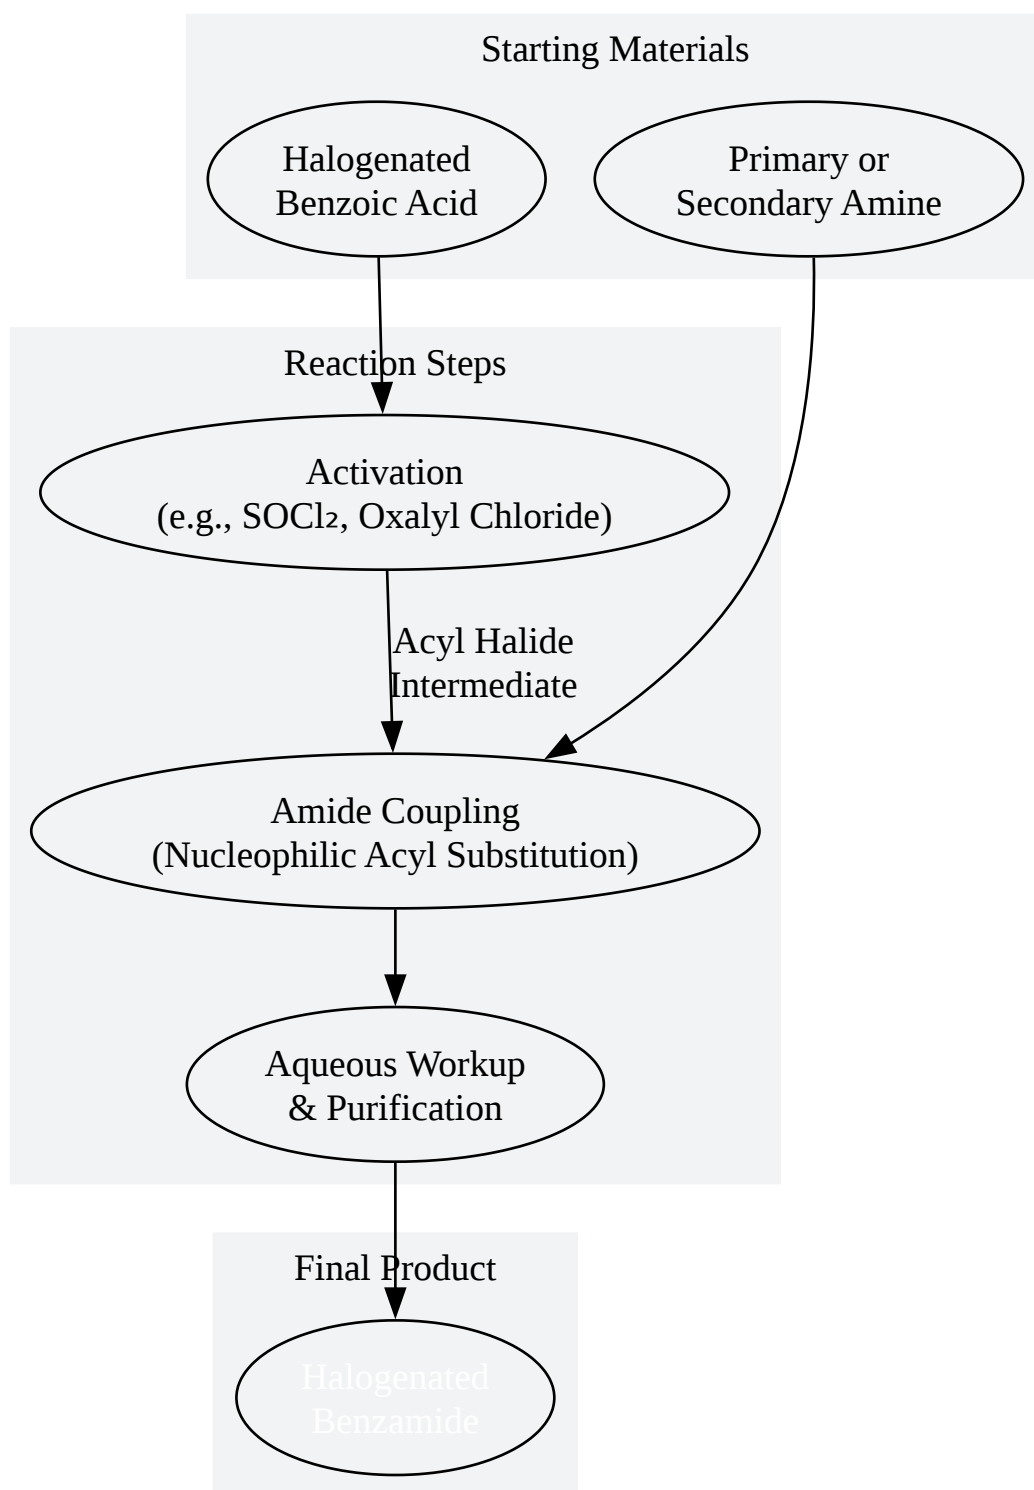 Starting Materials
Halogenated
Benzoic Acid
Primary or
Secondary Amine
Reaction Steps
Activation
(e.g., SOCl₂, Oxalyl Chloride)
Acyl Halide
Intermediate
Amide Coupling
(Nucleophilic Acyl Substitution)
Aqueous Workup
& Purification
Final Product
Halogenated
Benzamide